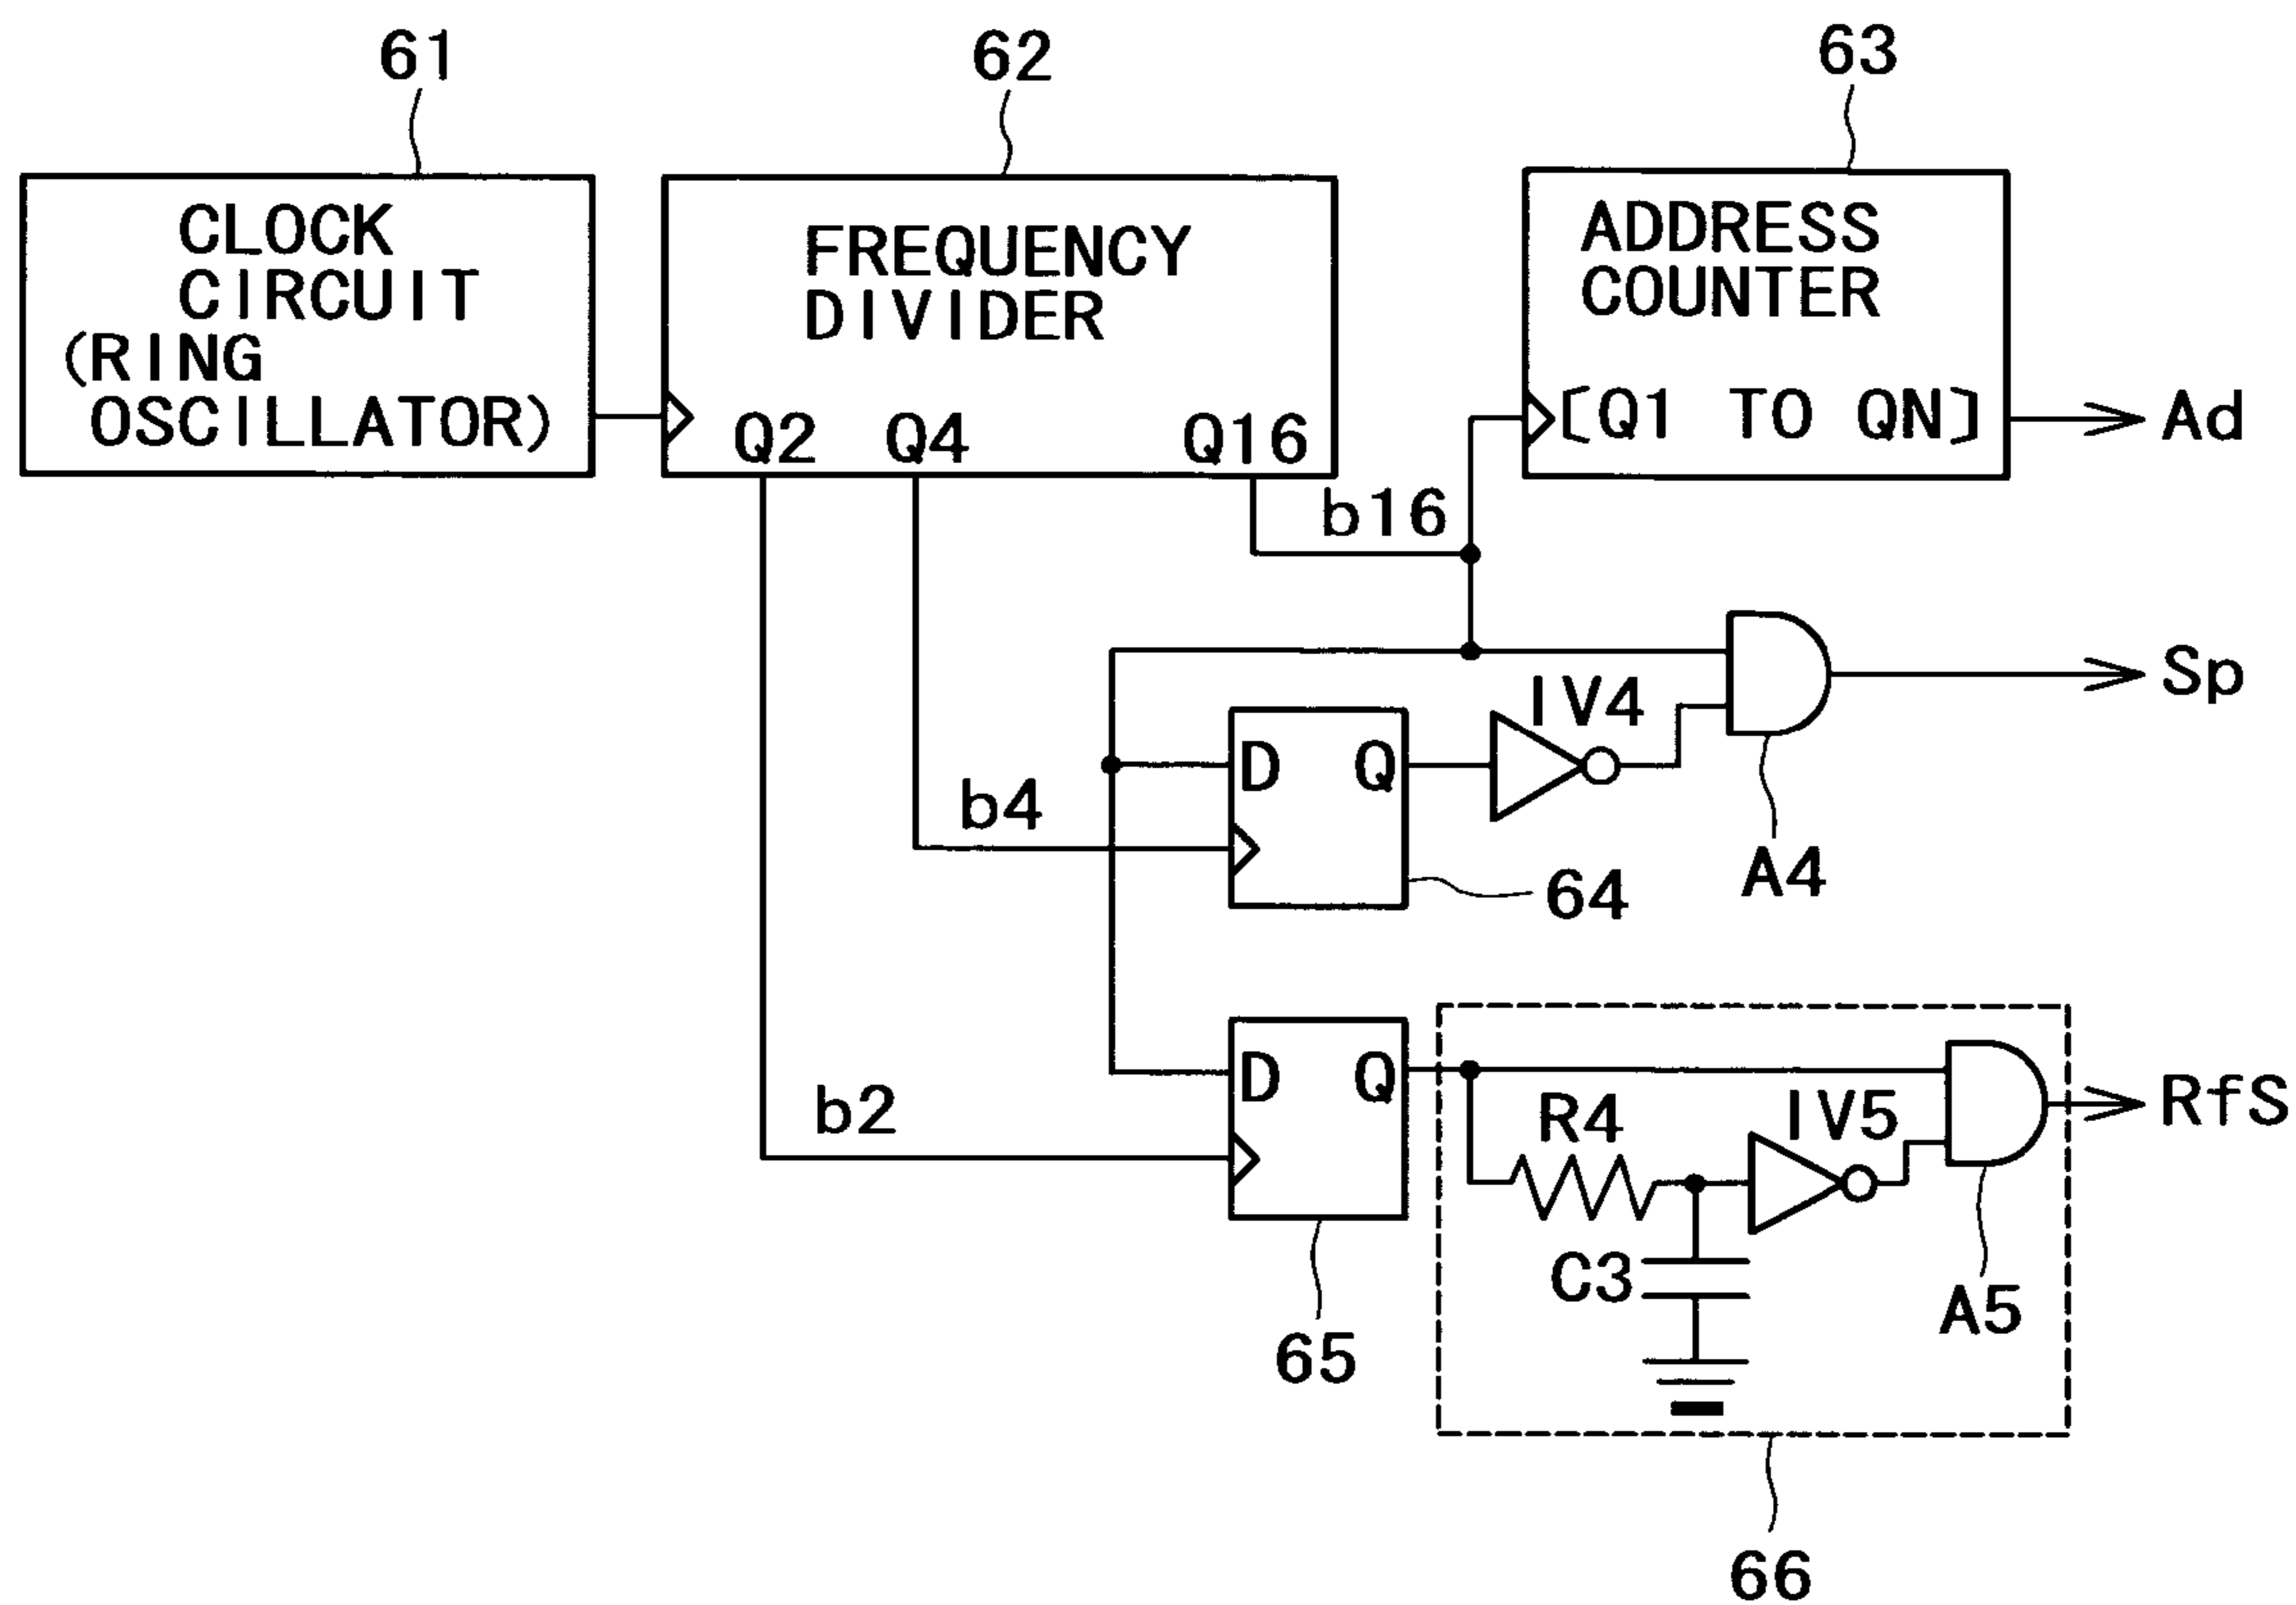 61
62
63
CLOCK
CIRCUIT
(RING
OSCILLATOR)
FREQUENCY
DIVIDER
Q2
Q4
Q16
ADDRESS
COUNTER
[Q1 TO QN]
Ad
b16
Sp
IV4
D
Q
b4
A4
64
D
Q
b2
R4
IV5
RfS
C3
A5
65
66